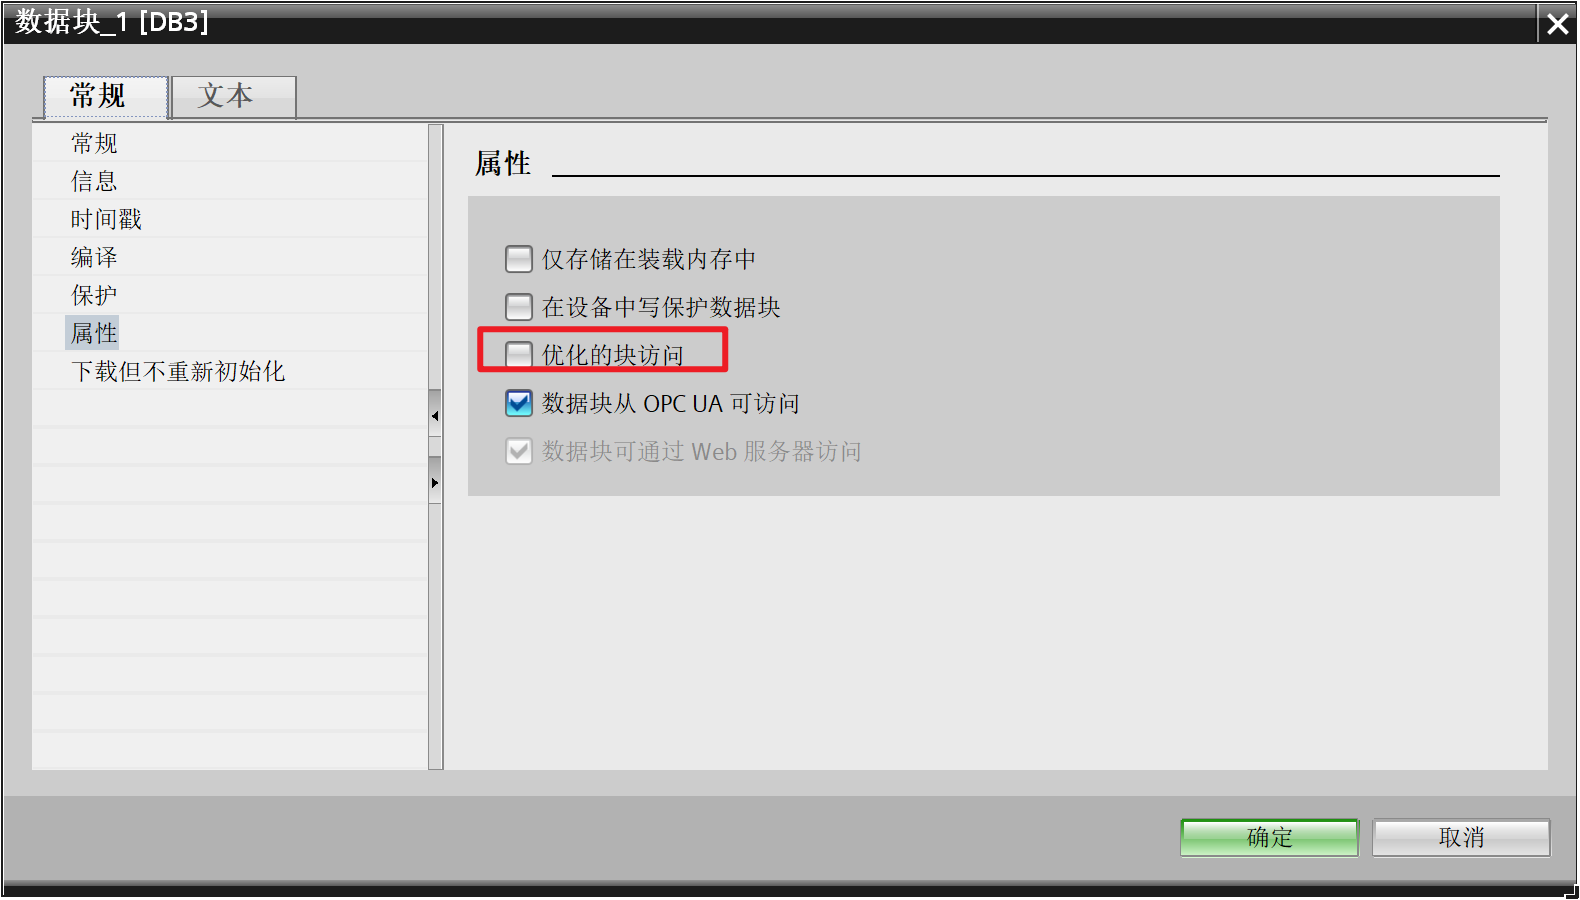 数据块_1 [DB3]
常规
文本
常规
信息
时间戳
编译
保护
属性
下载但不重新初始化
属性
仅存储在装载内存中
在设备中写保护数据块
优化的块访问
数据块从 OPC UA 可访问
数据块可通过 Web 服务器访问
确定
取消